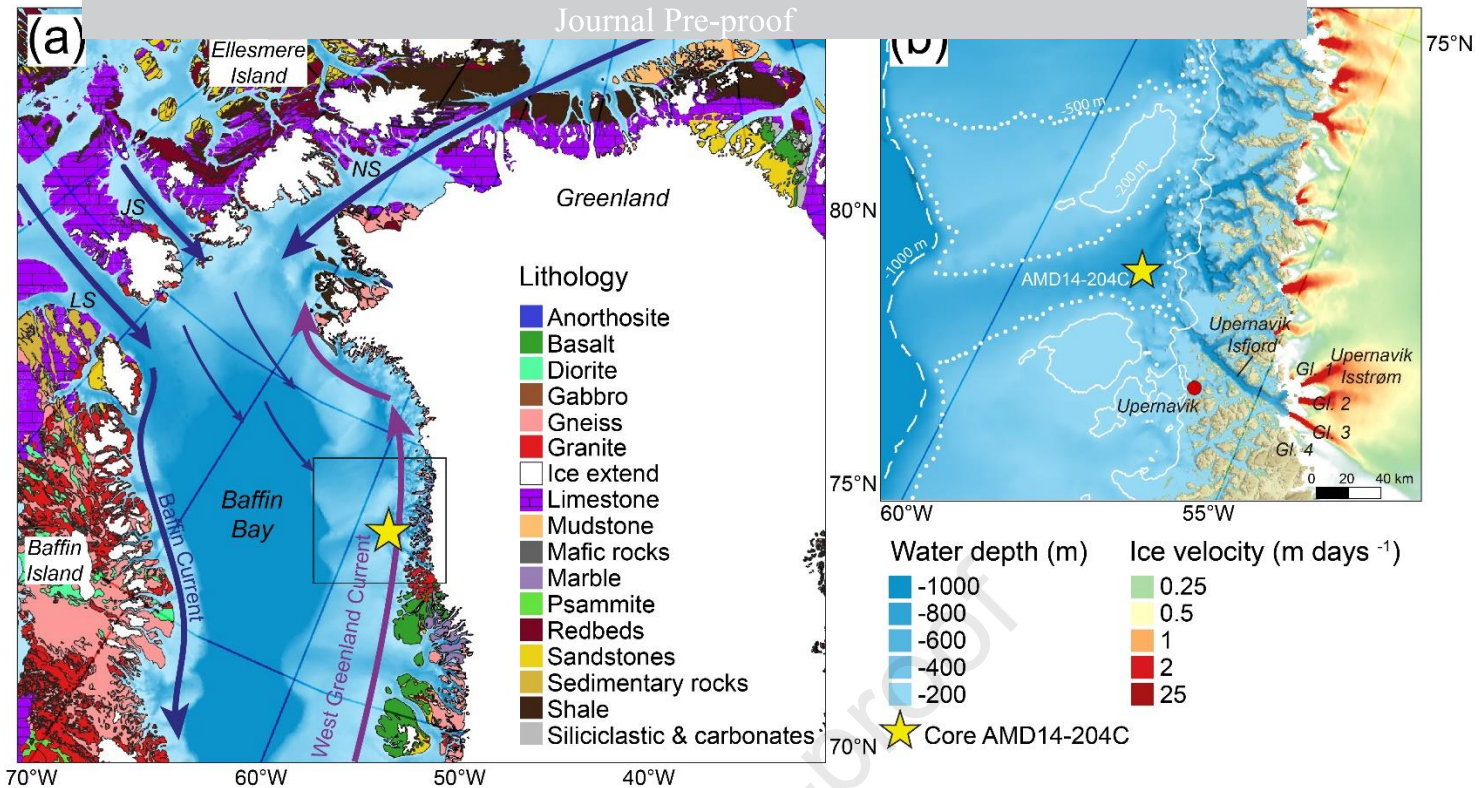 Journal Pre-proof
(a)
Ellesmere
Island
NS
JS
LS
Greenland
Baffin
Bay
Baffin
Island
Baffin Current
West Greenland Current
Lithology
Anorthosite
Basalt
Diorite
Gabbro
Gneiss
Granite
Ice extend
Limestone
Mudstone
Mafic rocks
Marble
Psammite
Redbeds
Sandstones
Sedimentary rocks
Shale
Siliciclastic & carbonates
80°N
75°N
70°N
70°W
60°W
50°W
40°W
(b)
75°N
-500 m
-200 m
-1000 m
AMD14-204C
Upernavik
Isfjord
Upernavik
Isstrøm
Gl. 1
Gl. 2
Gl. 3
Gl. 4
Upernavik
0 20 40 km
60°W
55°W
Water depth (m)
-1000
-800
-600
-400
-200
Ice velocity (m days -1)
0.25
0.5
1
2
25
Core AMD14-204C
proof